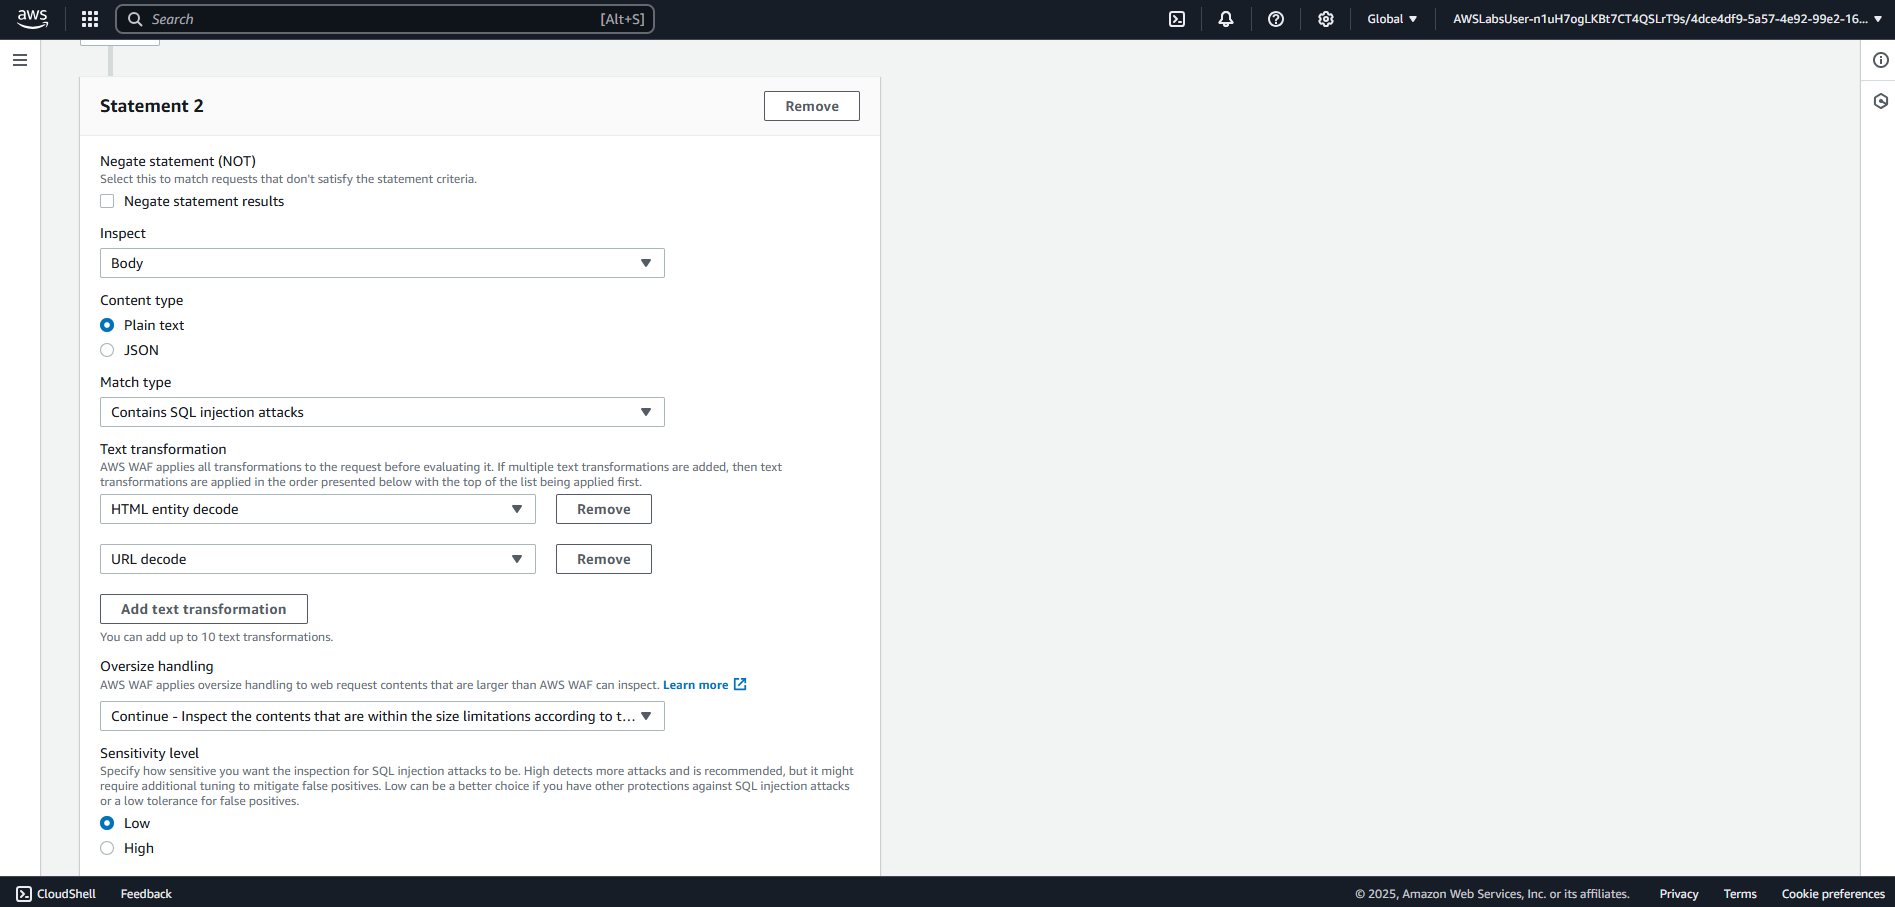 aws
Search
[Alt+S]
Global
AWSLabsUser-n1uH7ogLKBt7CT4QSLrT9s/4dce4df9-5a57-4e92-99e2-16...
Statement 2
Remove
Negate statement (NOT)
Select this to match requests that don't satisfy the statement criteria.
Negate statement results
Inspect
Body
Content type
Plain text
JSON
Match type
Contains SQL injection attacks
Text transformation
AWS WAF applies all transformations to the request before evaluating it. If multiple text transformations are added, then text
transformations are applied in the order presented below with the top of the list being applied first.
HTML entity decode
Remove
URL decode
Remove
Add text transformation
You can add up to 10 text transformations.
Oversize handling
AWS WAF applies oversize handling to web request contents that are larger than AWS WAF can inspect. Learn more
Continue - Inspect the contents that are within the size limitations according to t...
Sensitivity level
Specify how sensitive you want the inspection for SQL injection attacks to be. High detects more attacks and is recommended, but it might
require additional tuning to mitigate false positives. Low can be a better choice if you have other protections against SQL injection attacks
or a low tolerance for false positives.
Low
High
CloudShell
Feedback
© 2025, Amazon Web Services, Inc. or its affiliates.
Privacy
Terms
Cookie preferences